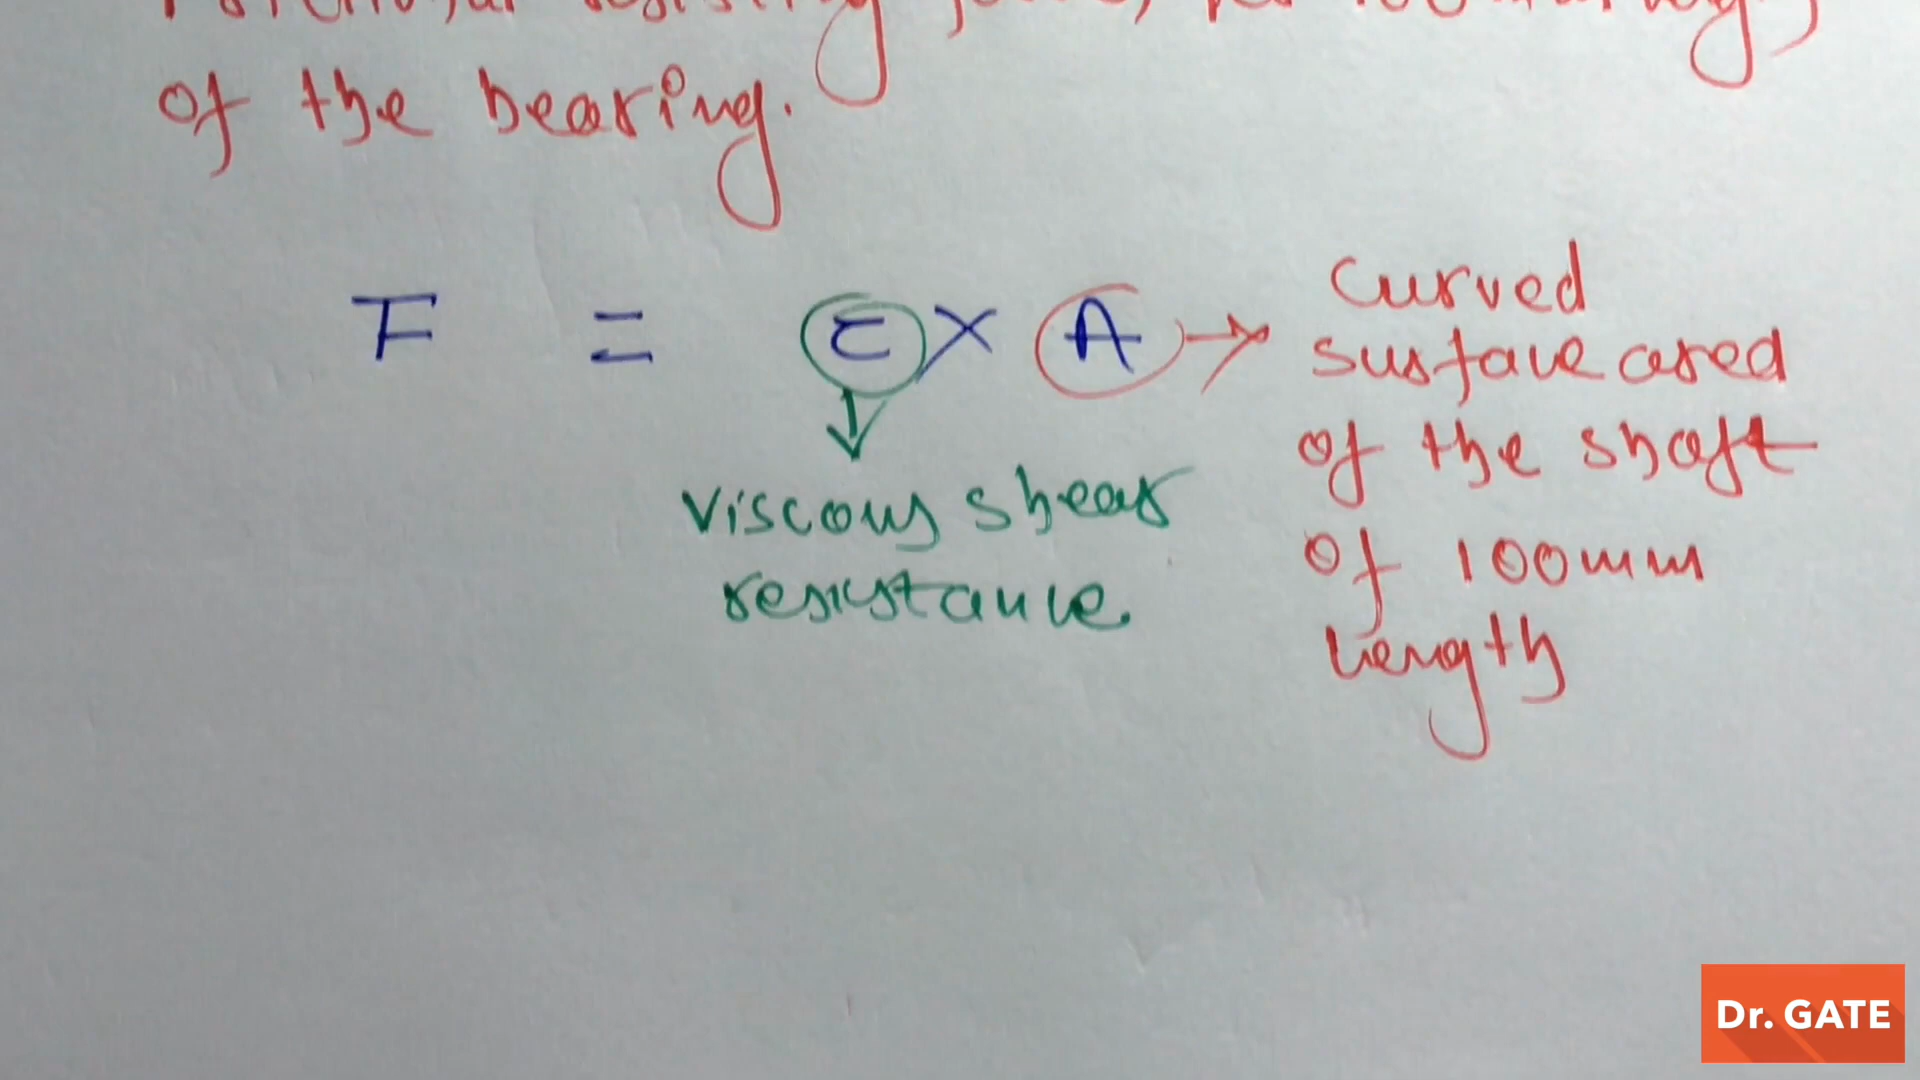 of the bearing.
F = τ × A → curved
surface area
of the shaft
of 100mm
length
viscous shear
resistance
Dr. GATE